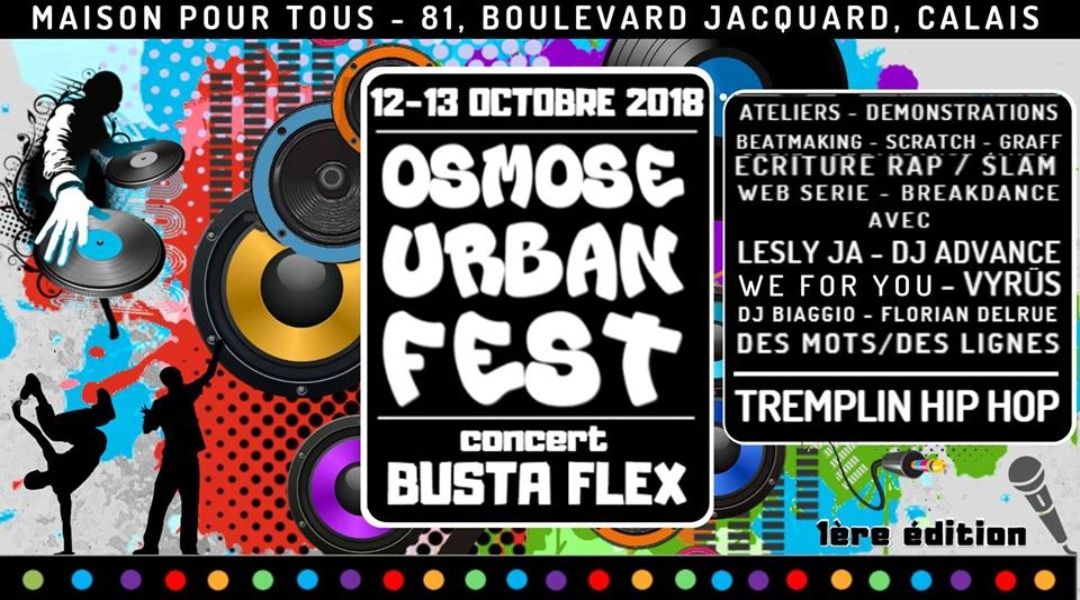 MAISON POUR TOUS - 81, BOULEVARD JACQUARD, CALAIS
12-13 OCTOBRE 2018
OSMOSE
URBAN
FEST
concert
BUSTA FLEX
ATELIERS - DEMONSTRATIONS
BEATMAKING - SCRATCH - GRAFF
ECRITURE RAP / SLAM
WEB SERIE - BREAKDANCE
AVEC
LESLY JA - DJ ADVANCE
WE FOR YOU - VYRÜS
DJ BIAGGIO - FLORIAN DELRUE
DES MOTS/DES LIGNES
TREMPLIN HIP HOP
1ère édition